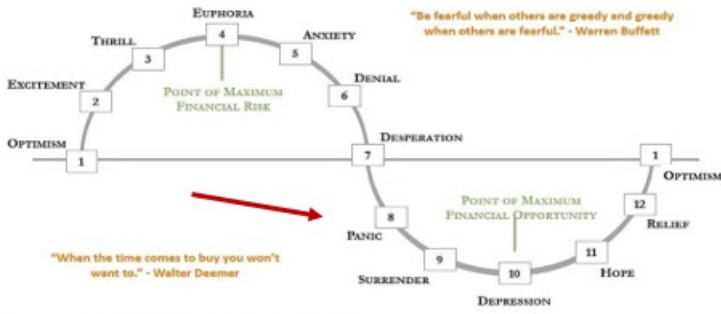 EUPHORIA
4
"Be fearful when others are greedy and greedy
when others are fearful." - Warren Buffett
THRILL
3
ANXIETY
5
EXCITEMENT
2
POINT OF MAXIMUM
FINANCIAL RISK
DENIAL
6
OPTIMISM
1
DESPERATION
7
1
OPTIMISM
PANIC
8
POINT OF MAXIMUM
FINANCIAL OPPORTUNITY
12
RELIEF
"When the time comes to buy you won't
want to." - Walter Deemer
SURRENDER
9
10
DEPRESSION
11
HOPE